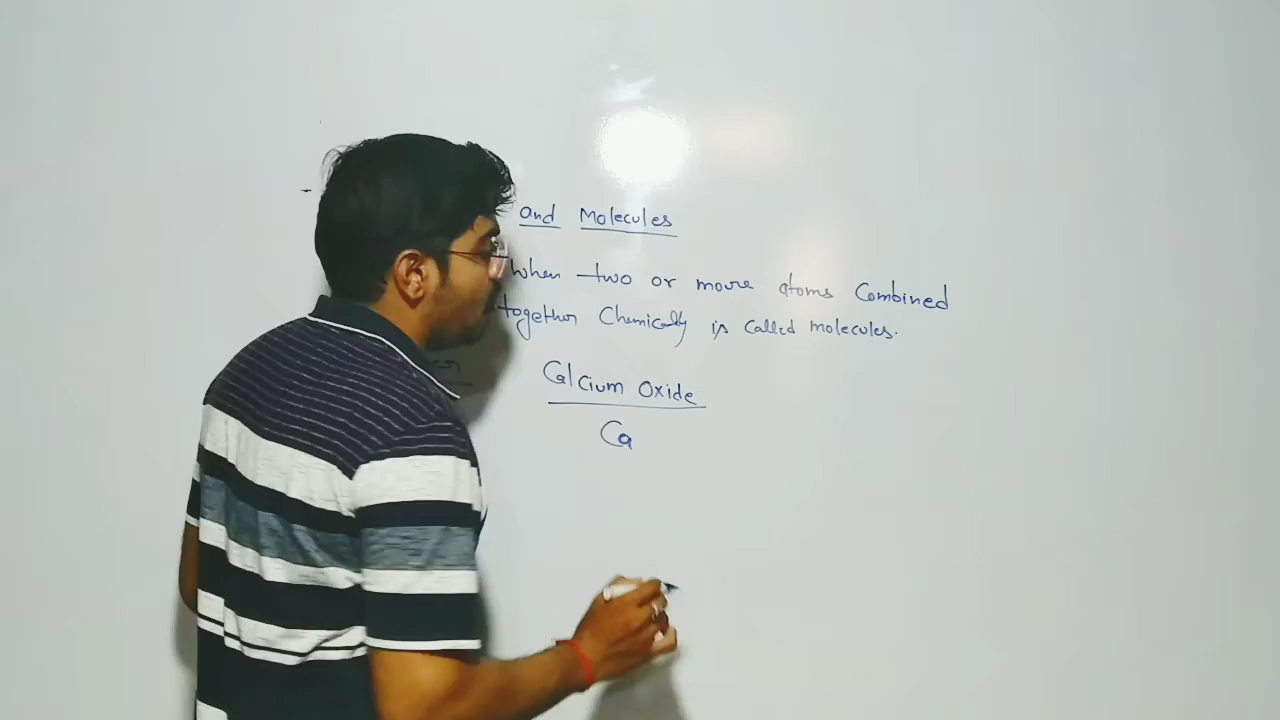 and Molecules
When two or more atoms Combined
together Chemically is called molecules.
Calcium Oxide
Ca